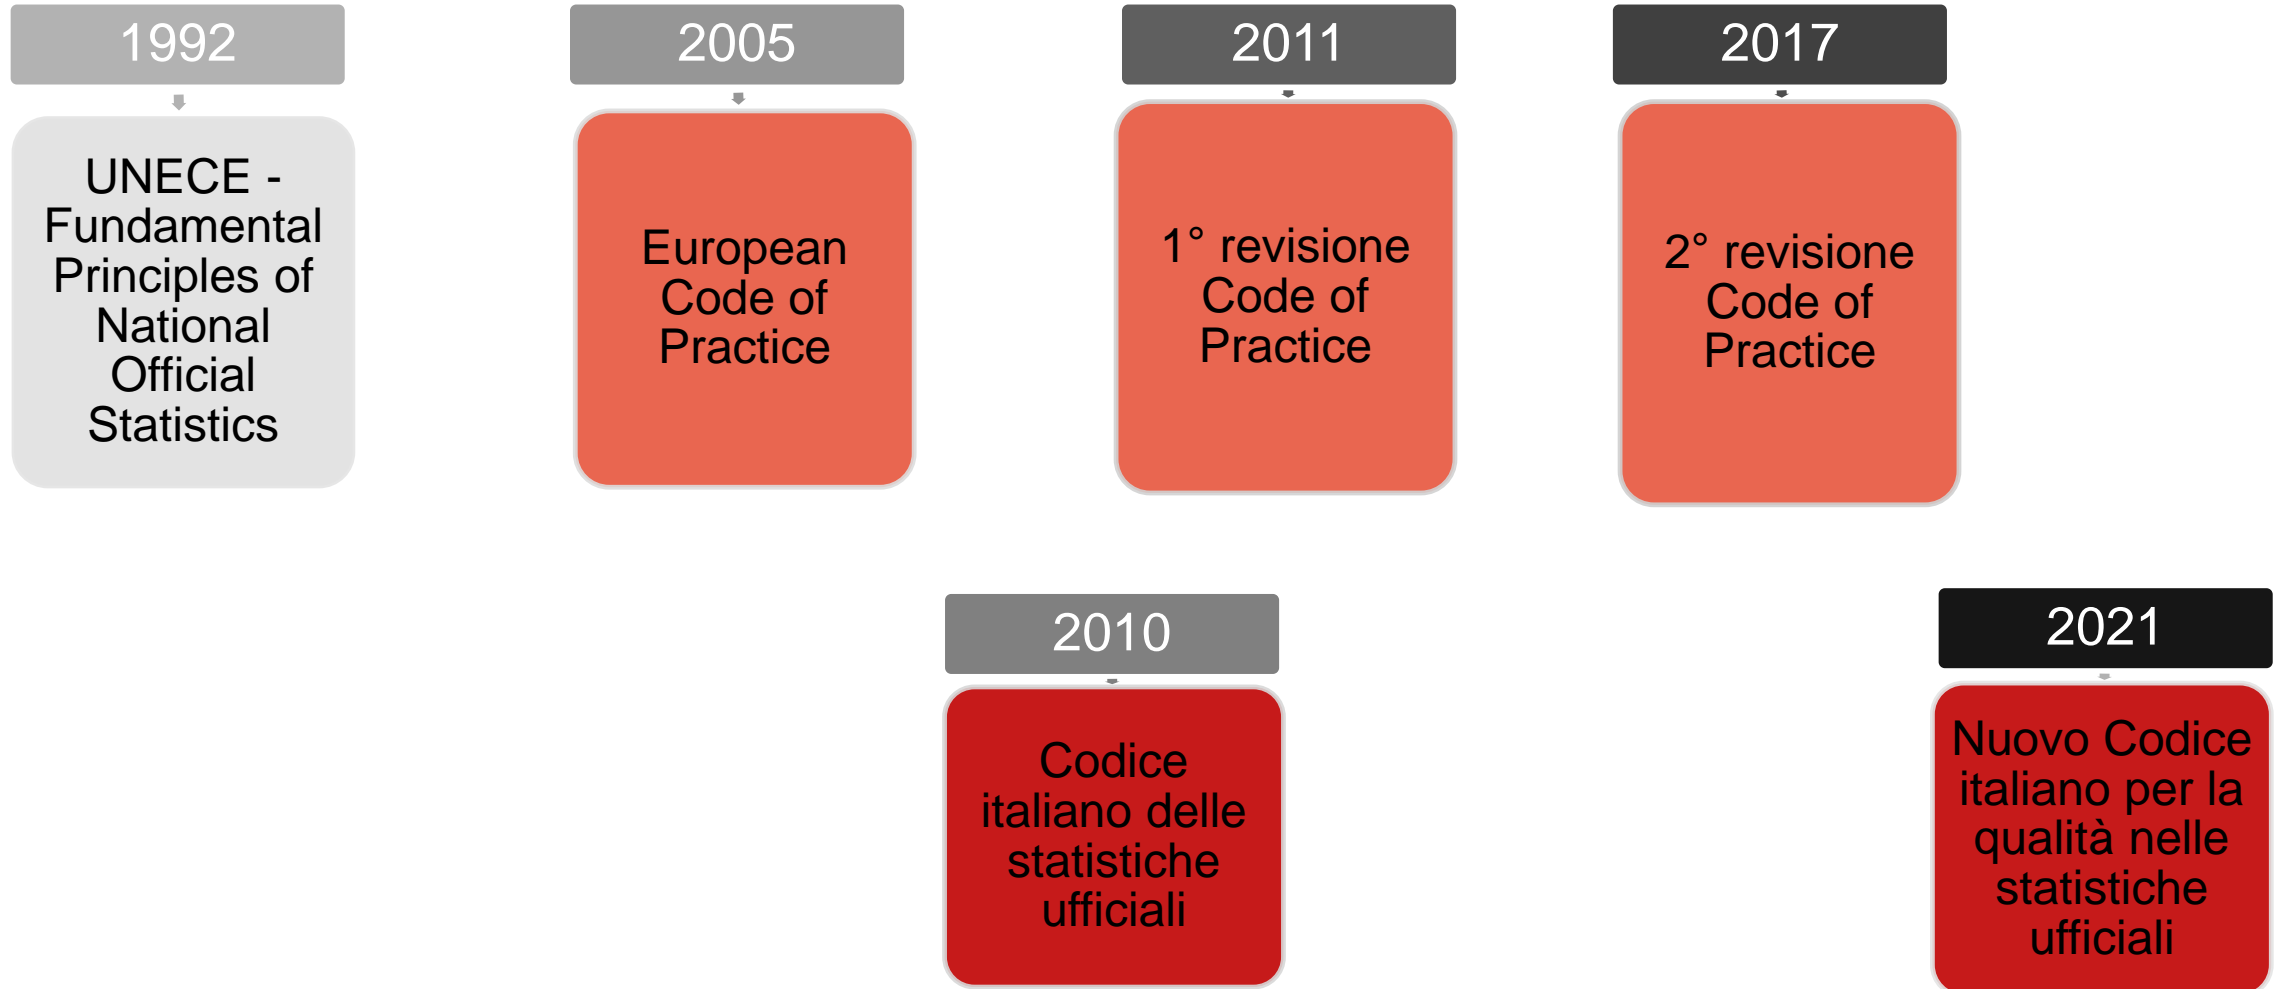 1992
UNECE -
Fundamental
Principles of
National
Official
Statistics
2005
European
Code of
Practice
2011
1° revisione
Code of
Practice
2017
2° revisione
Code of
Practice
2010
Codice
italiano delle
statistiche
ufficiali
2021
Nuovo Codice
italiano per la
qualità nelle
statistiche
ufficiali